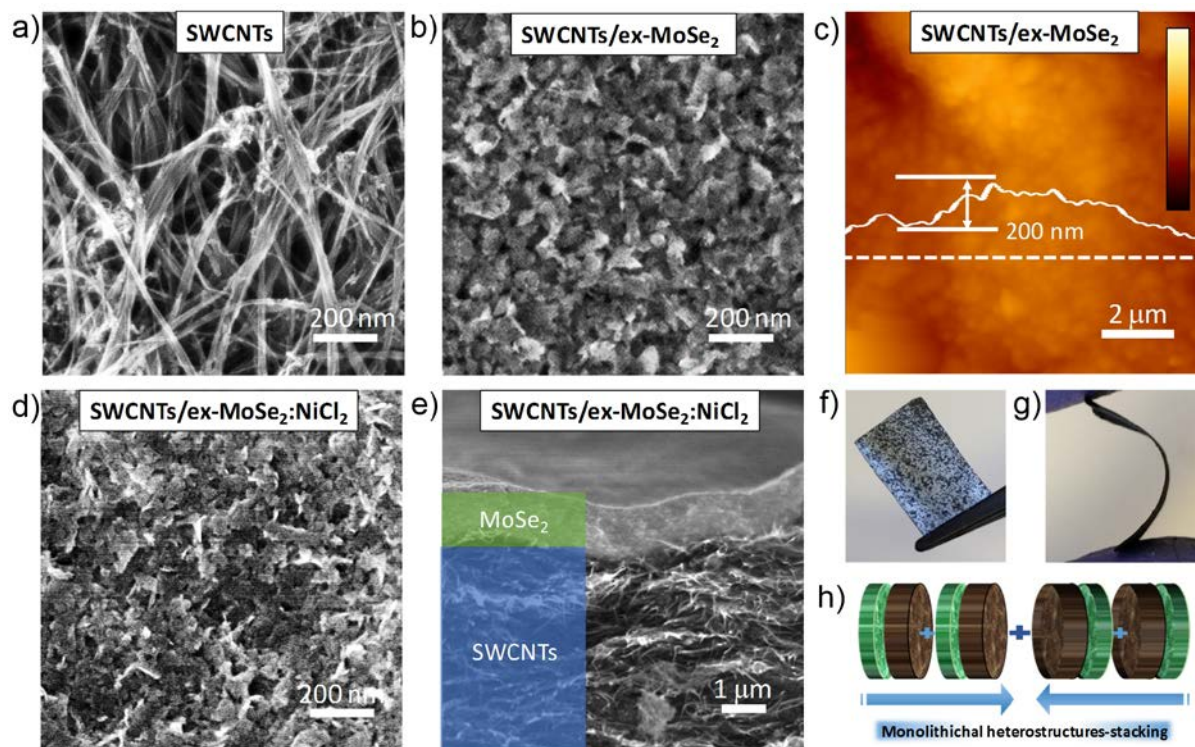 a)
SWCNTs
200 nm
b)
SWCNTs/ex-MoSe₂
200 nm
c)
SWCNTs/ex-MoSe₂
200 nm
2 μm
d)
SWCNTs/ex-MoSe₂:NiCl₂
200 nm
e)
SWCNTs/ex-MoSe₂:NiCl₂
MoSe₂
SWCNTs
1 μm
f)
g)
h)
+ + +
Monolithichal heterostructures-stacking